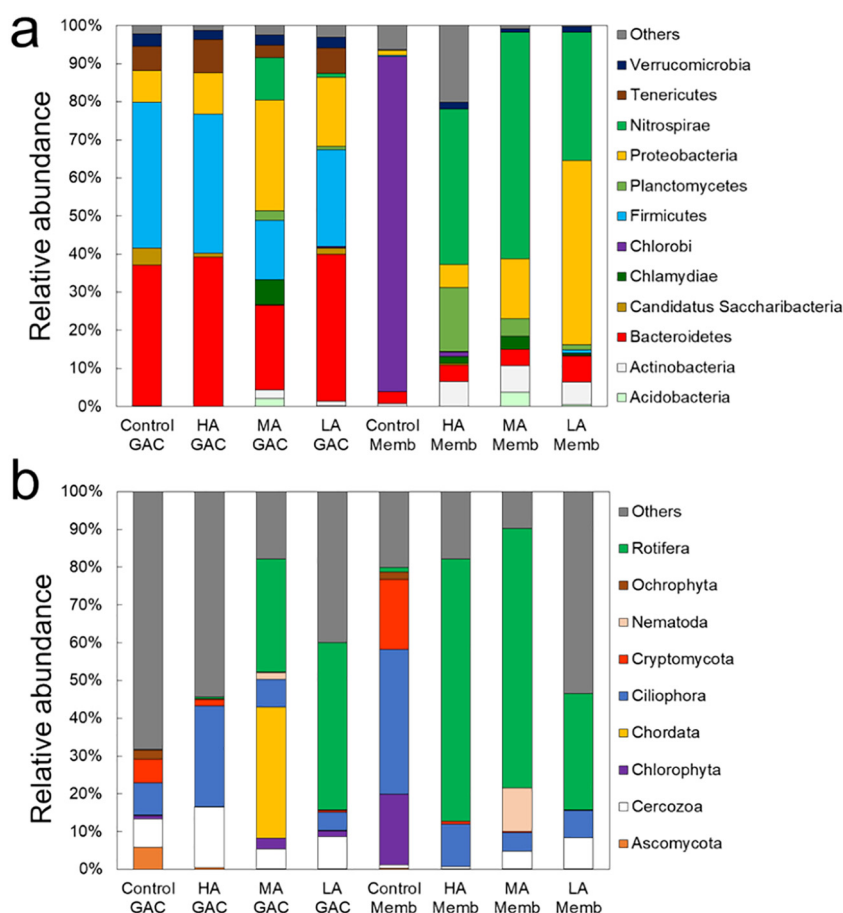 a
Relative abundance
100%
90%
80%
70%
60%
50%
40%
30%
20%
10%
0%
Control GAC
HA GAC
MA GAC
LA GAC
Control Memb
HA Memb
MA Memb
LA Memb
Others
Verrucomicrobia
Tenericutes
Nitrospirae
Proteobacteria
Planctomycetes
Firmicutes
Chlorobi
Chlamydiae
Candidatus Saccharibacteria
Bacteroidetes
Actinobacteria
Acidobacteria
b
Relative abundance
100%
90%
80%
70%
60%
50%
40%
30%
20%
10%
0%
Control GAC
HA GAC
MA GAC
LA GAC
Control Memb
HA Memb
MA Memb
LA Memb
Others
Rotifera
Ochrophyta
Nematoda
Cryptomycota
Ciliophora
Chordata
Chlorophyta
Cercozoa
Ascomycota